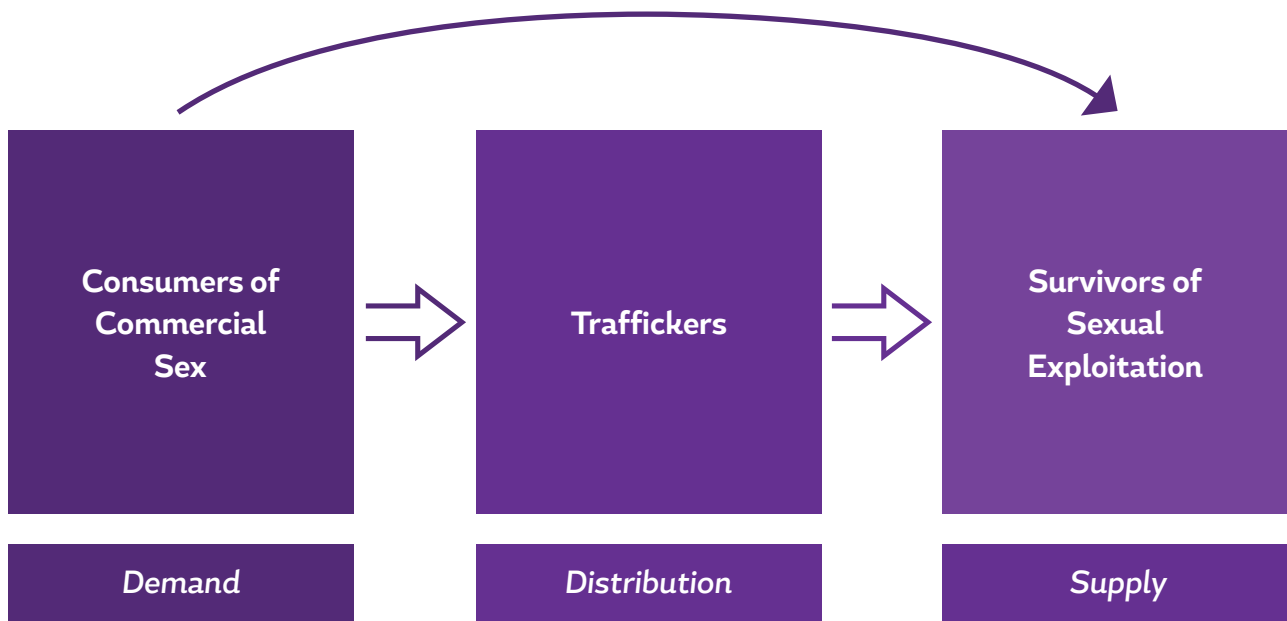 Consumers of
Commercial
Sex
Traffickers
Survivors of
Sexual
Exploitation
Demand
Distribution
Supply